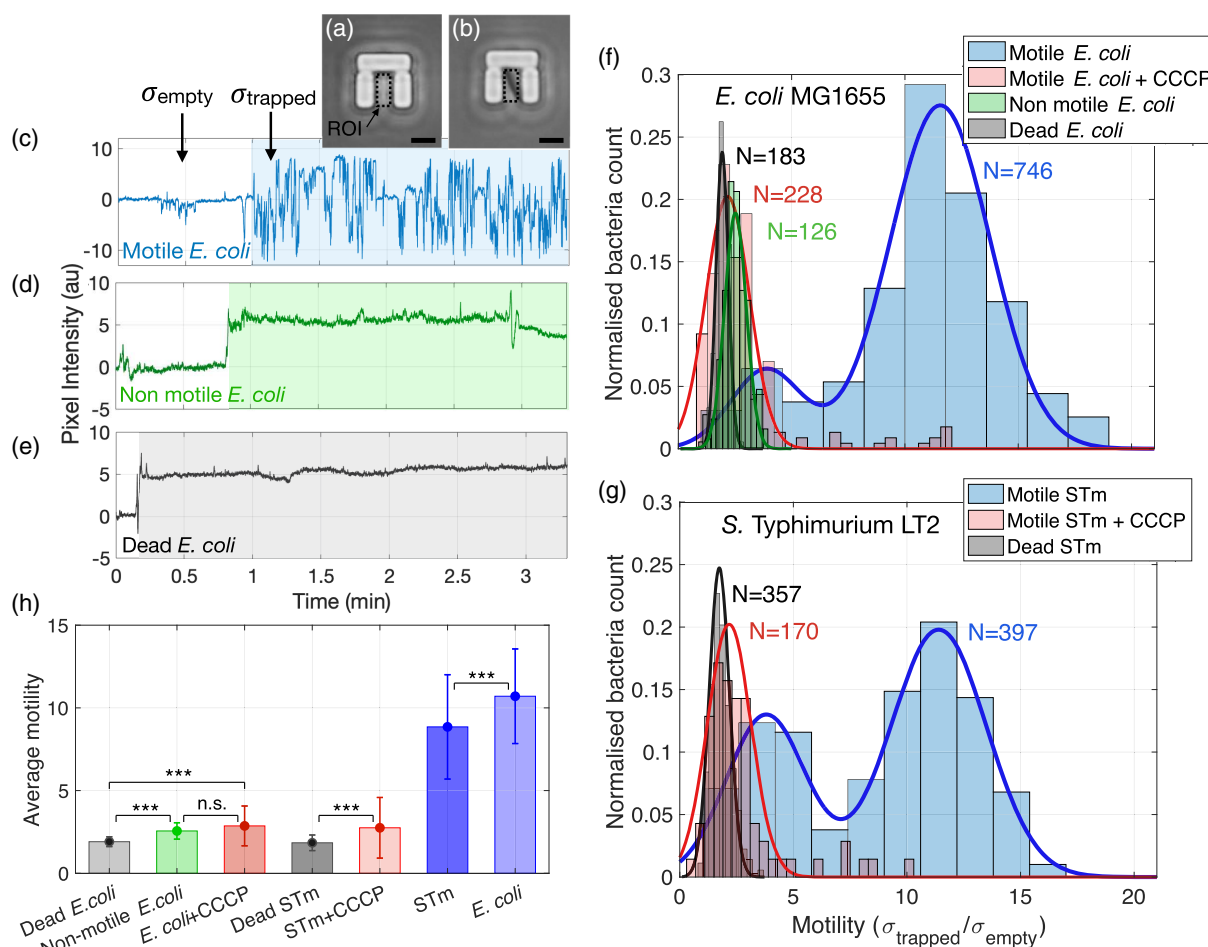 (a)
(b)
ROI
σempty
σtrapped
(c)
10
0
-10
Motile E. coli
(d)
10
5
0
-5
Non motile E. coli
Pixel Intensity (au)
(e)
10
5
0
-5
Dead E. coli
0 0.5 1 1.5 2 2.5 3
Time (min)
(f)
Motile E. coli
Motile E. coli + CCCP
Non motile E. coli
Dead E. coli
E. coli MG1655
N=183
N=228
N=126
N=746
Normalised bacteria count
0.3
0.25
0.2
0.15
0.1
0.05
0
0 5 10 15 20
(g)
Motile STm
Motile STm + CCCP
Dead STm
S. Typhimurium LT2
N=357
N=170
N=397
Normalised bacteria count
0.3
0.25
0.2
0.15
0.1
0.05
0
0 5 10 15 20
Motility (σtrapped/σempty)
(h)
Average motility
15
10
5
0
***
***
n.s.
***
***
Dead E.coli
Non-motile E.coli
E. coli+CCCP
Dead STm
STm+CCCP
STm
E. coli